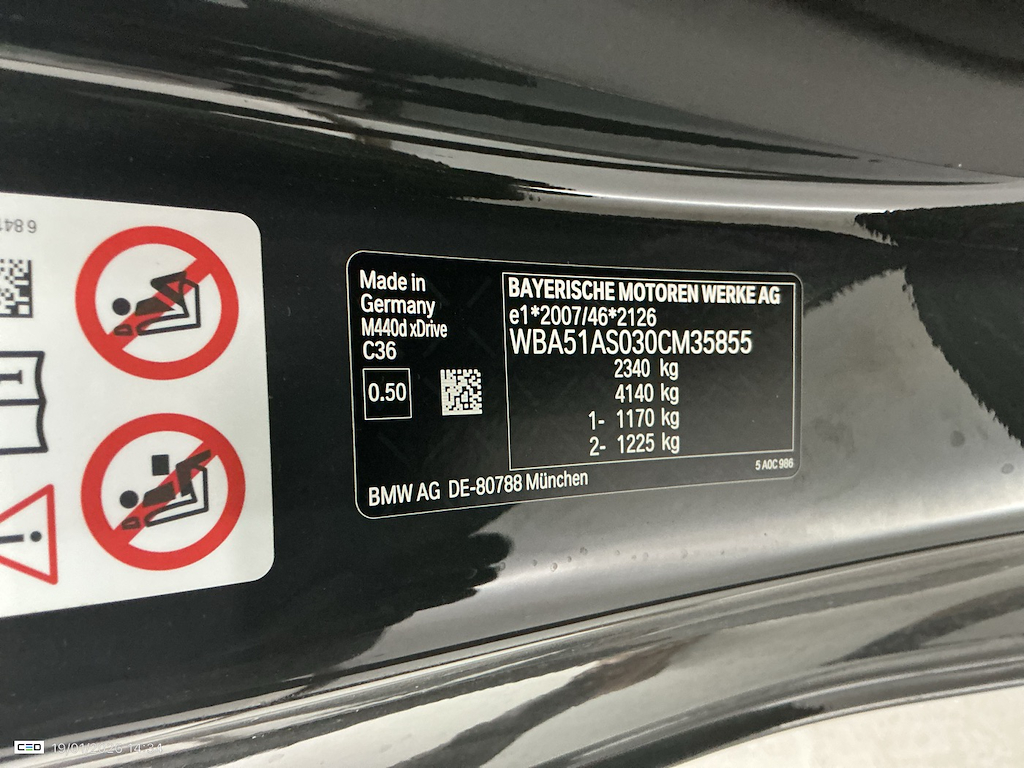 Made in
Germany
M440d xDrive
C36
0.50
BAYERISCHE MOTOREN WERKE AG
e1*2007/46*2126
WBA51AS030CM35855
2340 kg
4140 kg
1- 1170 kg
2- 1225 kg
5 A0C 986
BMW AG DE-80788 München
CEO